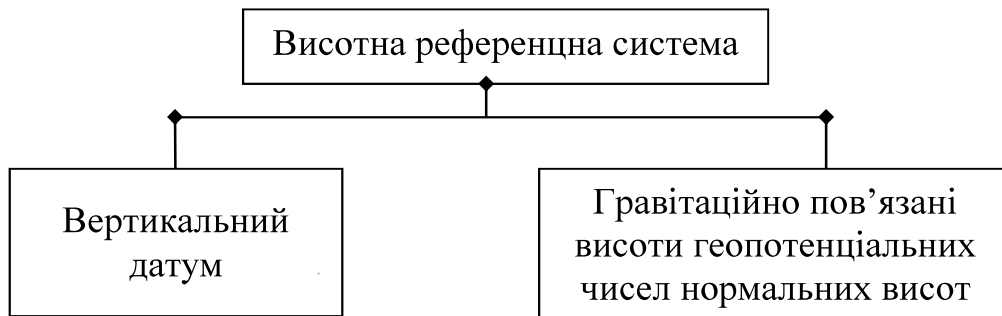 Висотна референцна система
Вертикальний
датум
Гравітаційно пов’язані
висоти геопотенціальних
чисел нормальних висот